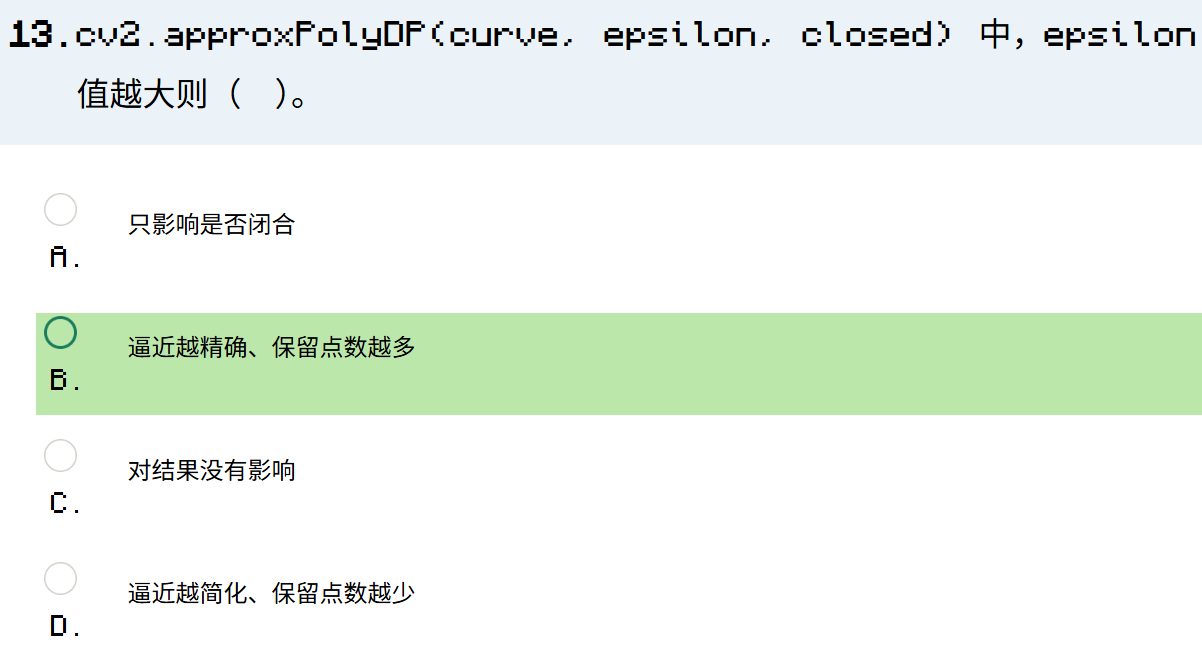 13.cv2.approxPolyDP(curve, epsilon, closed) 中，epsilon
值越大则（ ）。
只影响是否闭合
A.
逼近越精确、保留点数越多
B.
对结果没有影响
C.
逼近越简化、保留点数越少
D.